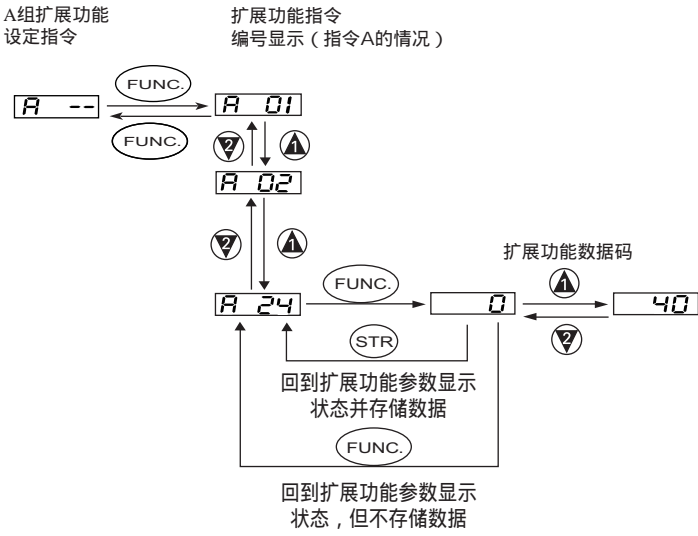 A组扩展功能
设定指令
扩展功能指令
编号显示（指令A的情况）
FUNC.
A --
A 01
FUNC.
2
1
A 02
2
1
扩展功能数据码
FUNC.
1
A 24
0
40
STR
2
回到扩展功能参数显示
状态并存储数据
FUNC.
回到扩展功能参数显示
状态，但不存储数据